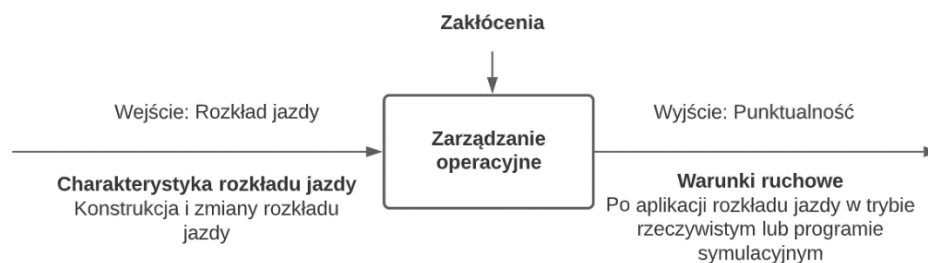 Zakłócenia
Wejście: Rozkład jazdy
Zarządzanie
operacyjne
Wyjście: Punktualność
Charakterystyka rozkładu jazdy
Konstrukcja i zmiany rozkładu
jazdy
Warunki ruchowe
Po aplikacji rozkładu jazdy w trybie
rzeczywistym lub programie
symulacyjnym